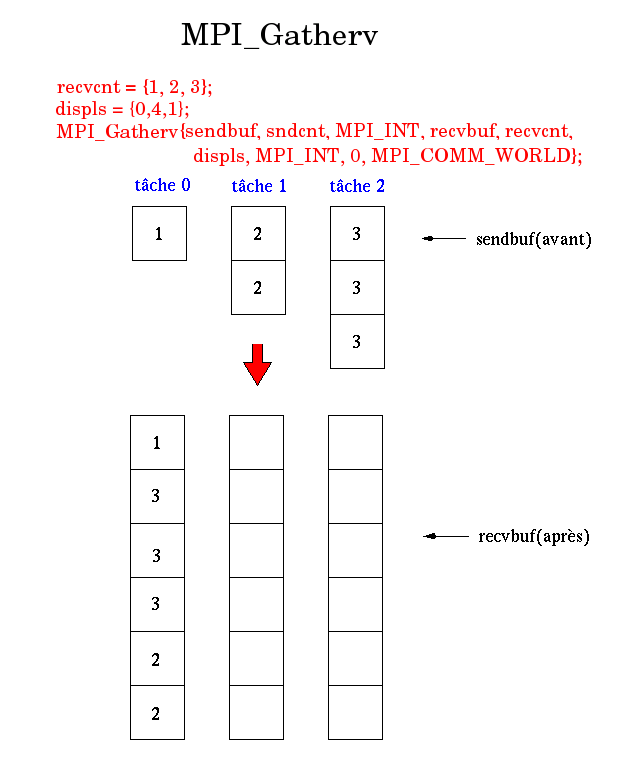 MPI_Gatherv
recvcnt = {1, 2, 3};
displs = {0,4,1};
MPI_Gatherv{sendbuf, sndcnt, MPI_INT, recvbuf, recvcnt,
displs, MPI_INT, 0, MPI_COMM_WORLD};
tâche 0 tâche 1 tâche 2
1 2 3 sendbuf(avant)
2 3
3
1
3
3 recvbuf(après)
3
2
2